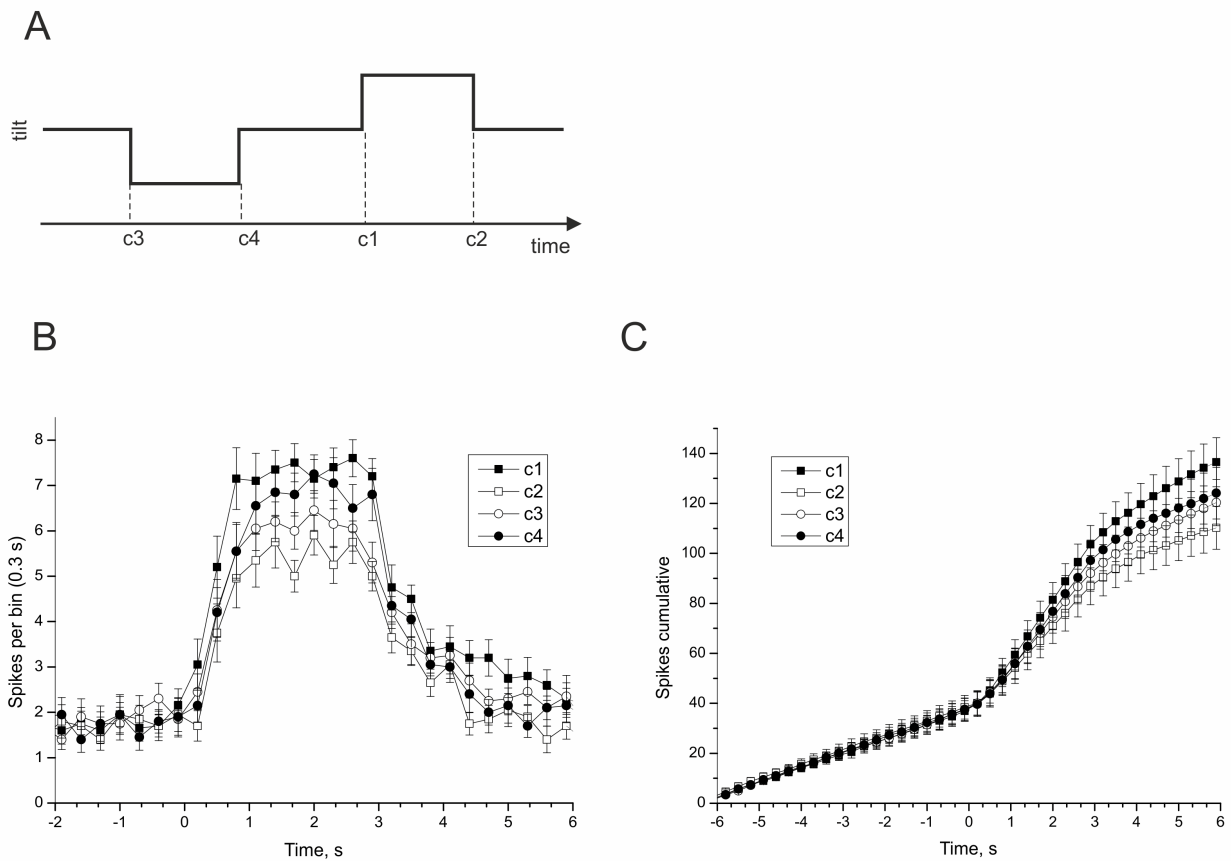 A
tilt
c3 c4 c1 c2
time
B
Spikes per bin (0.3 s)
8
7
6
5
4
3
2
1
0
-2 -1 0 1 2 3 4 5 6
Time, s
c1
c2
c3
c4
C
Spikes cumulative
140
120
100
80
60
40
20
0
-6 -5 -4 -3 -2 -1 0 1 2 3 4 5 6
Time, s
c1
c2
c3
c4